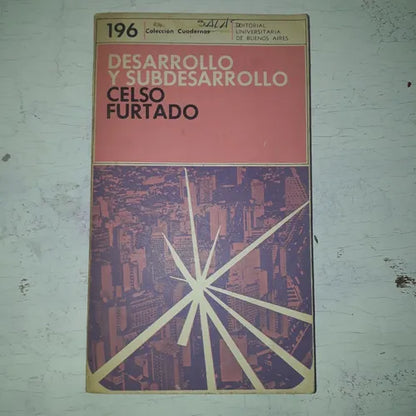 196
Colección Cuadernos
EDITORIAL
UNIVERSITARIA
DE BUENOS AIRES
DESARROLLO
Y SUBDESARROLLO
CELSO
FURTADO